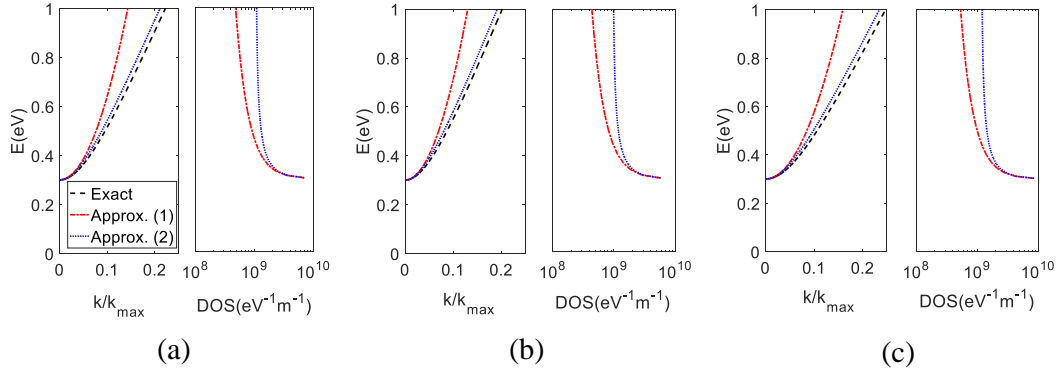 1
0.8
0.6
0.4
0.2
0
E(eV)
Exact
Approx. (1)
Approx. (2)
0 0.1 0.2
k/kmax
10^8 10^9 10^10
DOS(eV^-1m^-1)
(a)
1
0.8
0.6
0.4
0.2
0
E(eV)
0 0.1 0.2
k/kmax
10^8 10^9 10^10
DOS(eV^-1m^-1)
(b)
1
0.8
0.6
0.4
0.2
0
E(eV)
0 0.1 0.2
k/kmax
10^8 10^9 10^10
DOS(eV^-1m^-1)
(c)